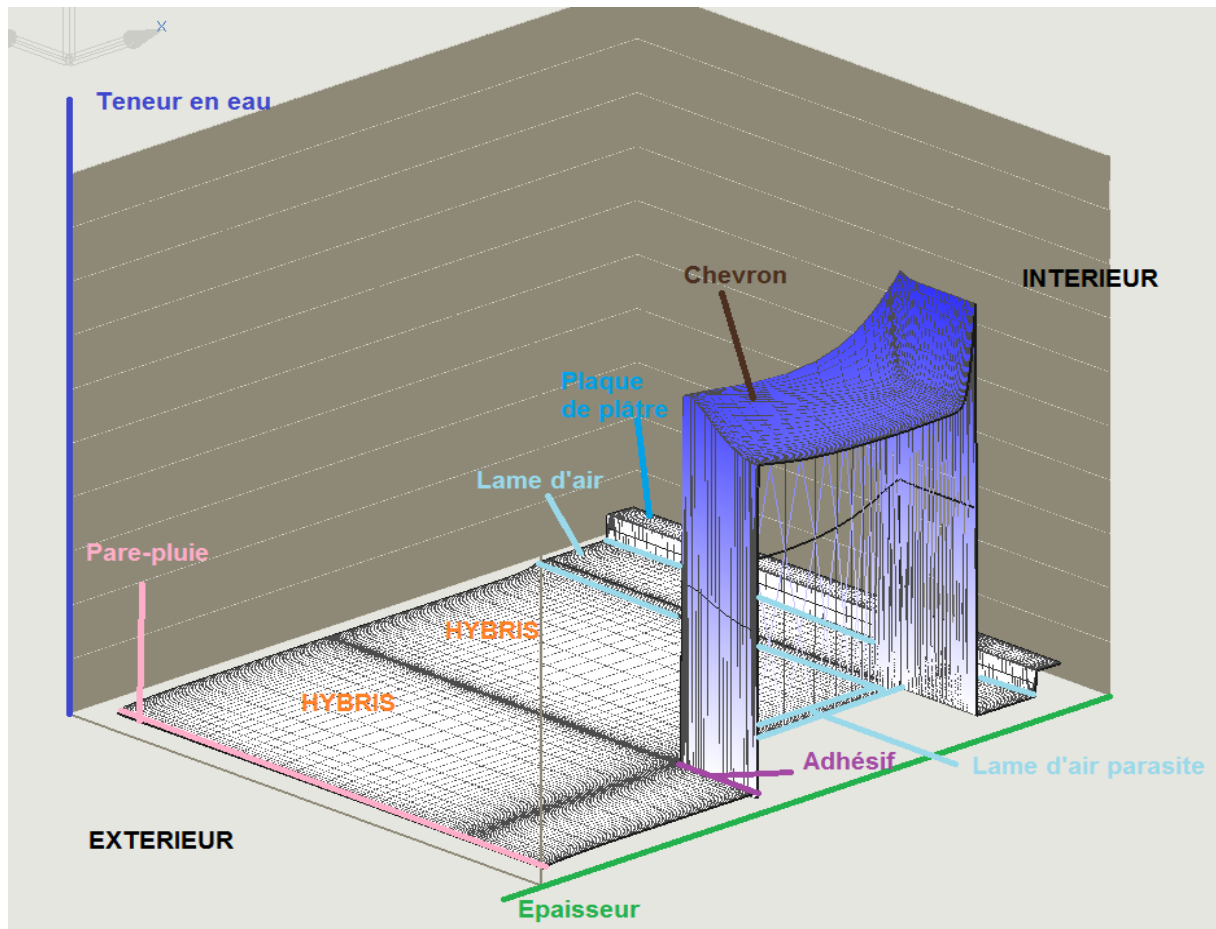 X
Teneur en eau
Chevron
INTERIEUR
Plaque
de plâtre
Lame d'air
Pare-pluie
HYBRIS
HYBRIS
Adhésif
Lame d'air parasite
EXTERIEUR
Epaisseur